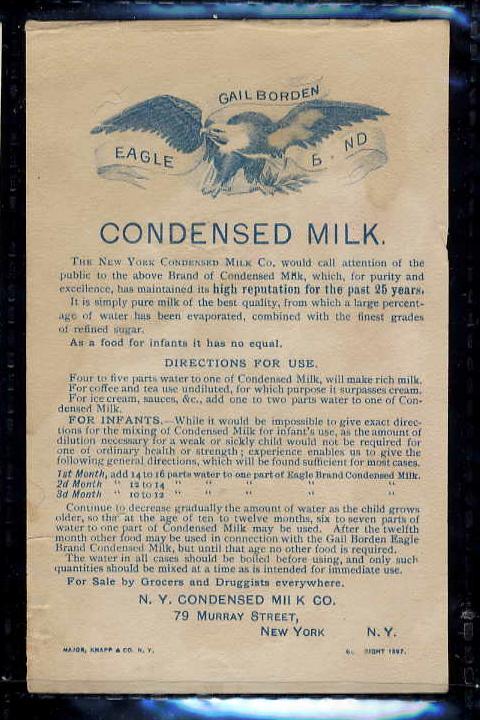 GAIL BORDEN
EAGLE B ND
CONDENSED MILK.
THE NEW YORK CONDENSED MILK CO. would call attention of the
public to the above Brand of Condensed Milk, which, for purity and
excellence, has maintained its high reputation for the past 25 years.
It is simply pure milk of the best quality, from which a large percent-
age of water has been evaporated, combined with the finest grades
of refined sugar.
As a food for infants it has no equal.
DIRECTIONS FOR USE.
Four to five parts water to one of Condensed Milk, will make rich milk.
For coffee and tea use undiluted, for which purpose it surpasses cream.
For ice cream, sauces, &c., add one to two parts water to one of Con-
densed Milk.
FOR INFANTS.—While it would be impossible to give exact direc-
tions for the mixing of Condensed Milk for infant's use, as the amount of
dilution necessary for a weak or sickly child would not be required for
one of ordinary health or strength; experience enables us to give the
following general directions, which will be found sufficient for most cases.
1st Month, add 14 to 16 parts water to one part of Eagle Brand Condensed Milk.
2d Month " 12 to 14 " " " "
3d Month " 10 to 12 " " " "
Continue to decrease gradually the amount of water as the child grows
older, so that at the age of ten to twelve months, six to seven parts of
water to one part of Condensed Milk may be used. After the twelfth
month other food may be used in connection with the Gail Borden Eagle
Brand Condensed Milk, but until that age no other food is required.
The water in all cases should be boiled before using, and only such
quantities should be mixed at a time as is intended for immediate use.
For Sale by Grocers and Druggists everywhere.
N. Y. CONDENSED MILK CO.
79 MURRAY STREET,
NEW YORK N. Y.
MAJOR, KNAPP & CO. N. Y. RIGHT 1887.